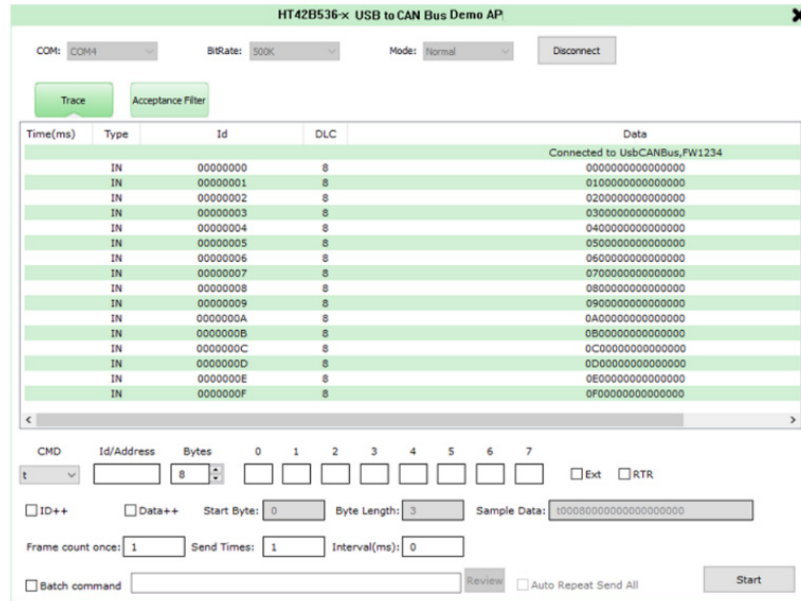 HT42B536-x USB to CAN Bus Demo AP
COM: COM4 BitRate: 500K Mode: Normal Disconnect
Trace Acceptance Filter
Time(ms) Type Id DLC Data
Connected to UsbCANBus,FW1234
IN 00000000 8 0000000000000000
IN 00000001 8 0100000000000000
IN 00000002 8 0200000000000000
IN 00000003 8 0300000000000000
IN 00000004 8 0400000000000000
IN 00000005 8 0500000000000000
IN 00000006 8 0600000000000000
IN 00000007 8 0700000000000000
IN 00000008 8 0800000000000000
IN 00000009 8 0900000000000000
IN 0000000A 8 0A00000000000000
IN 0000000B 8 0B00000000000000
IN 0000000C 8 0C00000000000000
IN 0000000D 8 0D00000000000000
IN 0000000E 8 0E00000000000000
IN 0000000F 8 0F00000000000000
CMD Id/Address Bytes 0 1 2 3 4 5 6 7
t 8 Ext RTR
ID++ Data++ Start Byte: 0 Byte Length: 3 Sample Data: t00080000000000000000
Frame count once: 1 Send Times: 1 Interval(ms): 0
Batch command Review Auto Repeat Send All Start